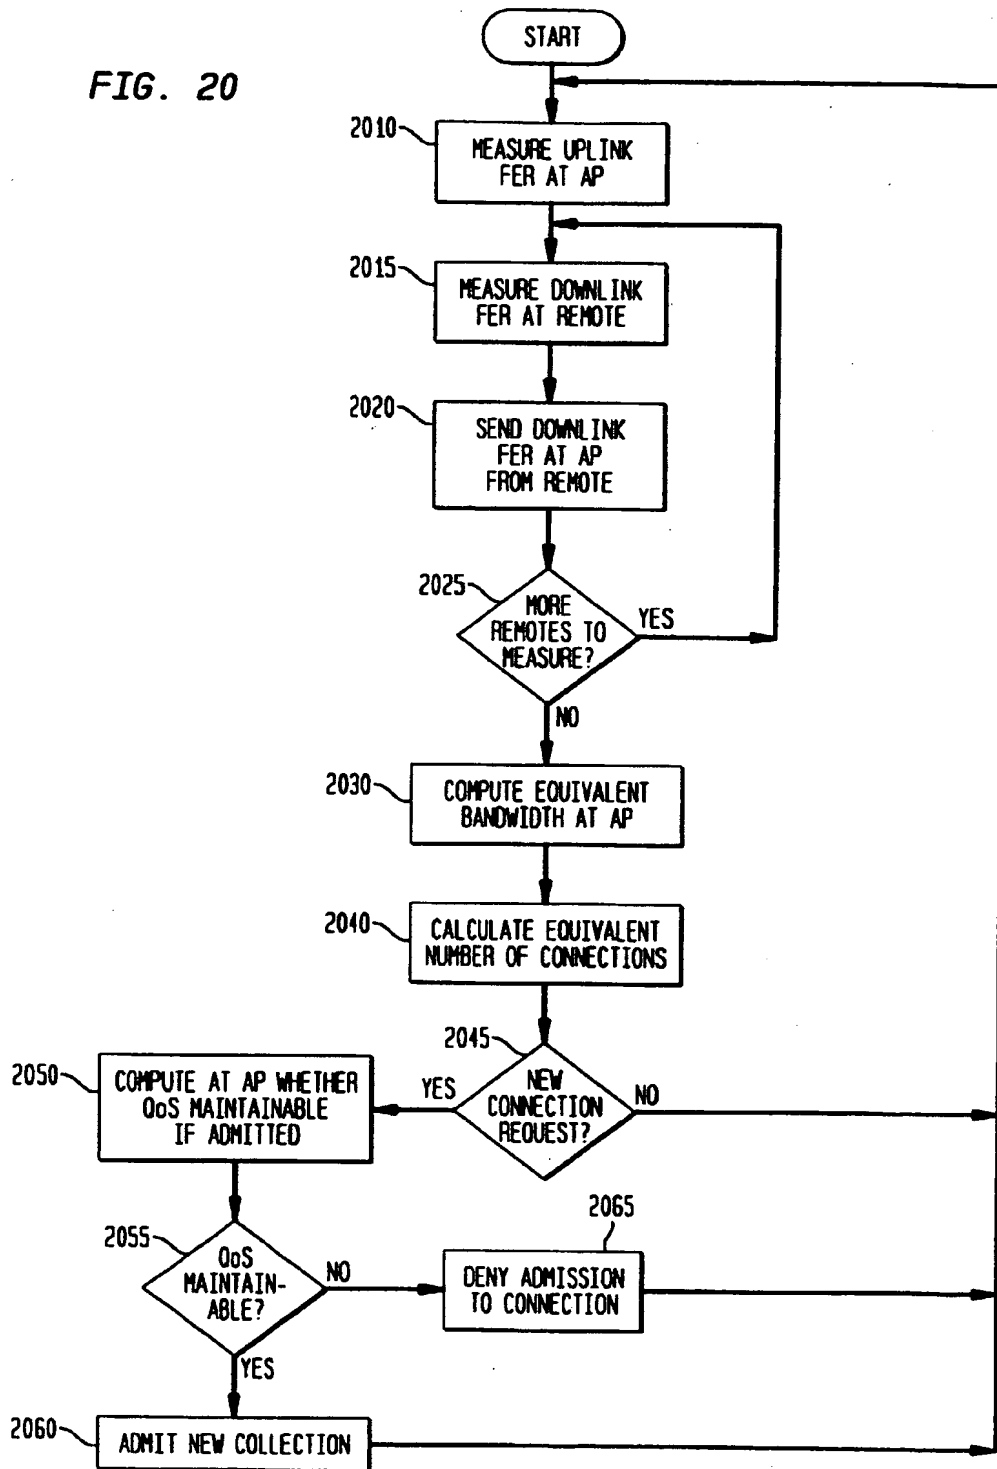 START
FIG. 20
2010
MEASURE UPLINK
FER AT AP
2015
MEASURE DOWNLINK
FER AT REMOTE
2020
SEND DOWNLINK
FER AT AP
FROM REMOTE
2025
MORE
REMOTES TO
MEASURE?
YES
NO
2030
COMPUTE EQUIVALENT
BANDWIDTH AT AP
2040
CALCULATE EQUIVALENT
NUMBER OF CONNECTIONS
2045
NEW
CONNECTION
REQUEST?
YES
NO
2050
COMPUTE AT AP WHETHER
QoS MAINTAINABLE
IF ADMITTED
2055
QoS
MAINTAIN-
ABLE?
NO
2065
DENY ADMISSION
TO CONNECTION
YES
2060
ADMIT NEW COLLECTION